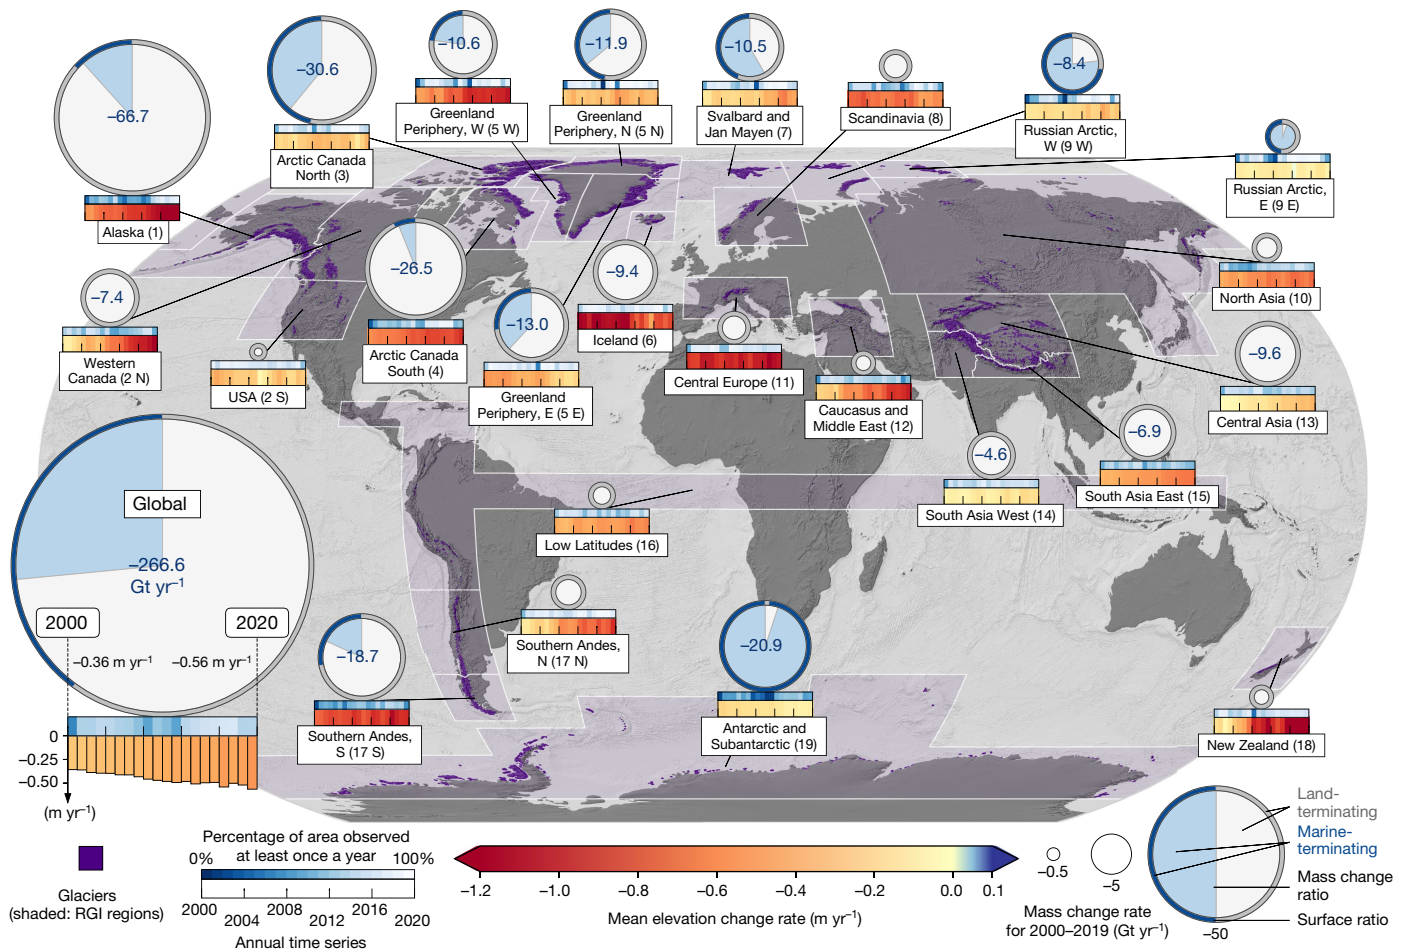 −66.7
Alaska (1)
−30.6
Arctic Canada
North (3)
−10.6
Greenland
Periphery, W (5 W)
−11.9
Greenland
Periphery, N (5 N)
−10.5
Svalbard and
Jan Mayen (7)
Scandinavia (8)
−8.4
Russian Arctic,
W (9 W)
Russian Arctic,
E (9 E)
North Asia (10)
−7.4
Western
Canada (2 N)
USA (2 S)
−26.5
Arctic Canada
South (4)
−13.0
Greenland
Periphery, E (5 E)
−9.4
Iceland (6)
Central Europe (11)
Caucasus and
Middle East (12)
−9.6
Central Asia (13)
−4.6
South Asia West (14)
−6.9
South Asia East (15)
Low Latitudes (16)
Southern Andes,
N (17 N)
−18.7
Southern Andes,
S (17 S)
−20.9
Antarctic and
Subantarctic (19)
New Zealand (18)
Global
−266.6
Gt yr−1
2000
2020
−0.36 m yr−1
−0.56 m yr−1
0
−0.25
−0.50
(m yr−1)
Glaciers
(shaded: RGI regions)
Percentage of area observed
at least once a year
0%
100%
2000
2004
2008
2012
2016
2020
Annual time series
−1.2
−1.0
−0.8
−0.6
−0.4
−0.2
0.0
0.1
Mean elevation change rate (m yr−1)
−0.5
−5
−50
Mass change rate
for 2000–2019 (Gt yr−1)
Land-
terminating
Marine-
terminating
Mass change
ratio
Surface ratio